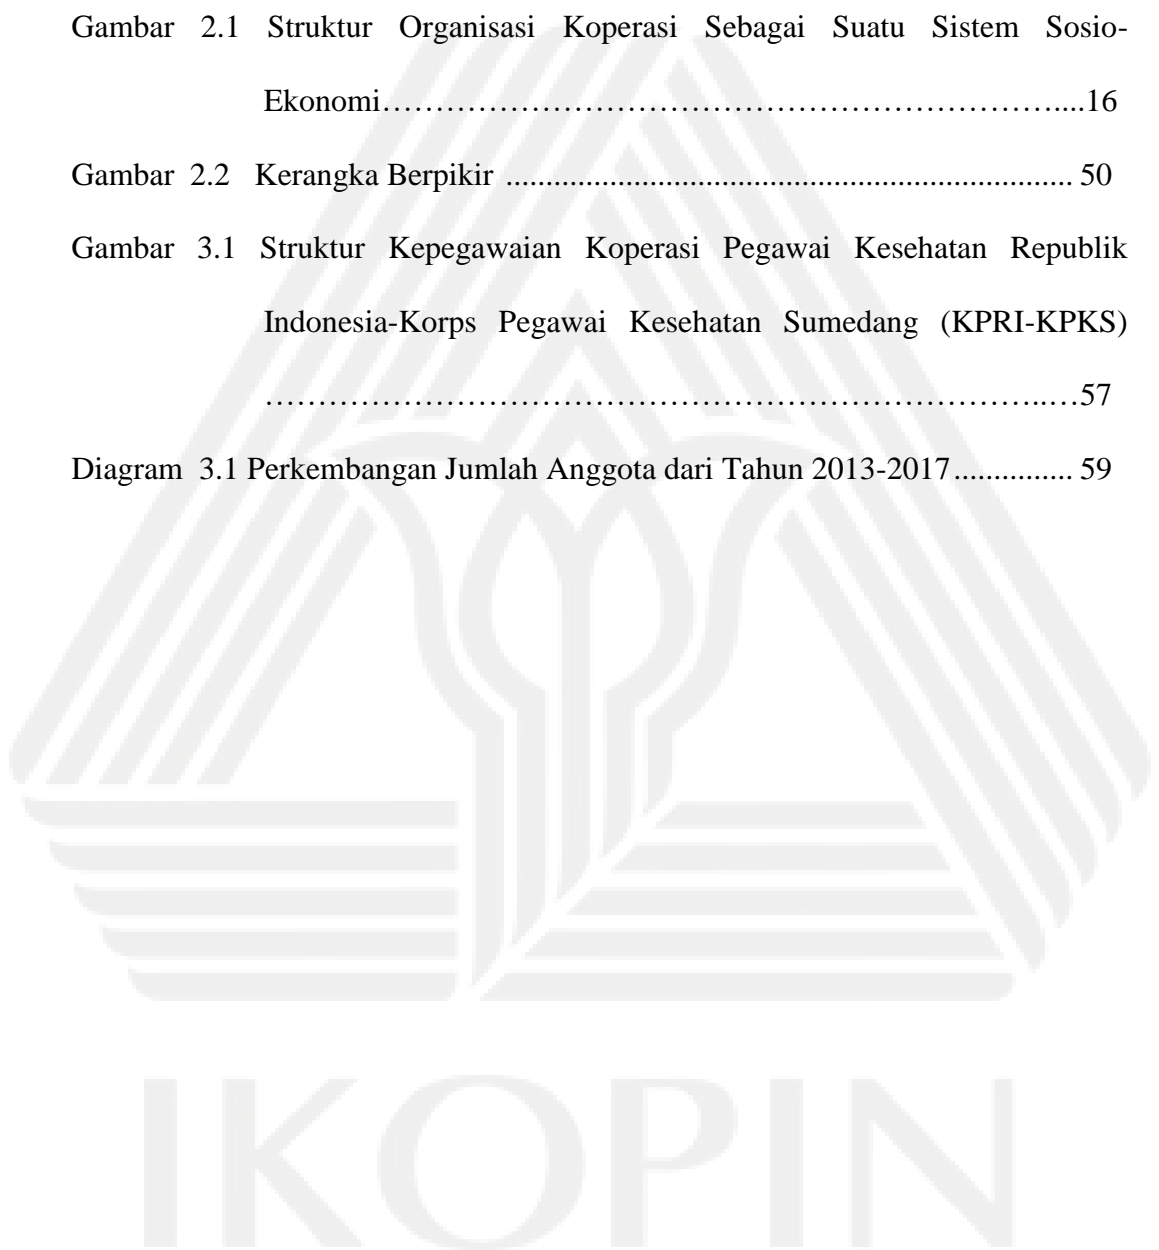 Gambar 2.1 Struktur Organisasi Koperasi Sebagai Suatu Sistem Sosio-
Ekonomi…………………………………………………………....16
Gambar 2.2 Kerangka Berpikir ....................................................................... 50
Gambar 3.1 Struktur Kepegawaian Koperasi Pegawai Kesehatan Republik
Indonesia-Korps Pegawai Kesehatan Sumedang (KPRI-KPKS)
…………………………………………………………………..…57
Diagram 3.1 Perkembangan Jumlah Anggota dari Tahun 2013-2017............... 59
IKOPIN